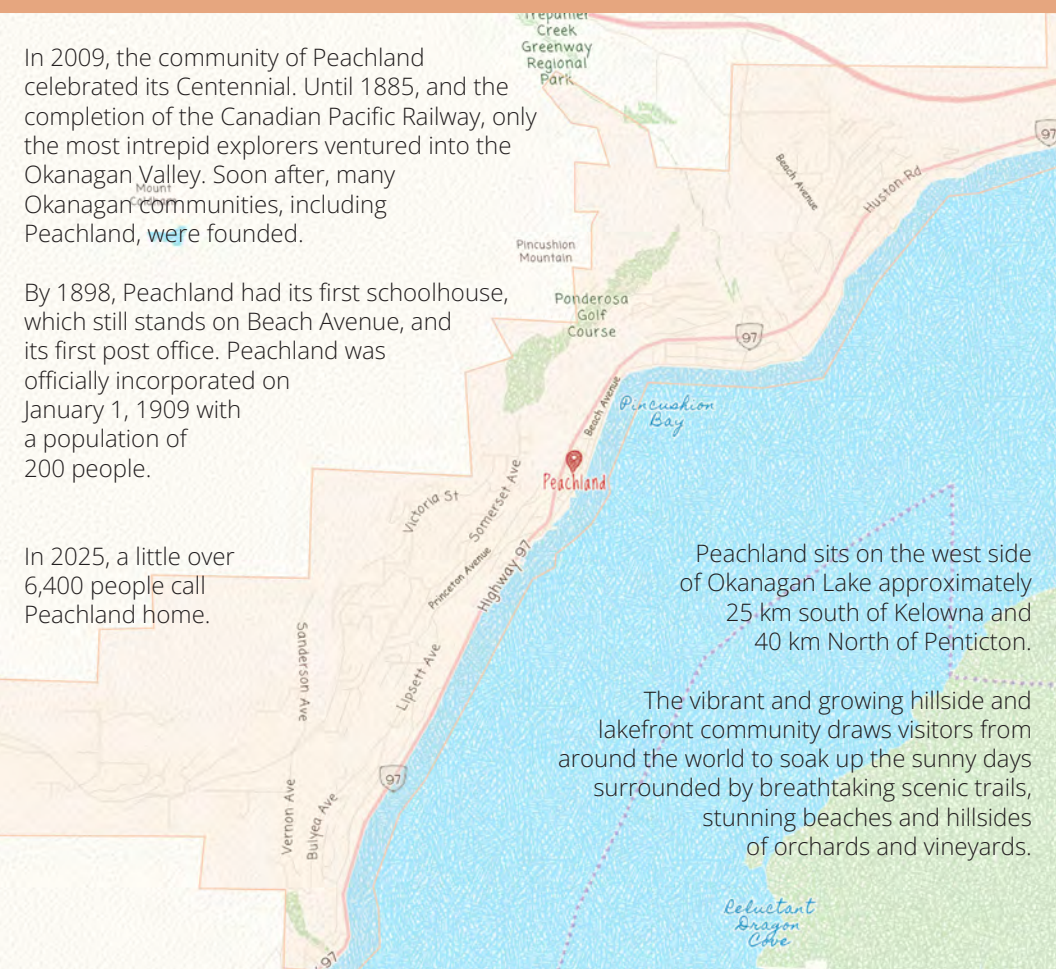 Trepanier
Creek
Greenway
Regional
Park
In 2009, the community of Peachland
celebrated its Centennial. Until 1885, and the
completion of the Canadian Pacific Railway, only
the most intrepid explorers ventured into the
Okanagan Valley. Soon after, many
Okanagan communities, including
Peachland, were founded.
Mount
97
Beach Avenue
Huston Rd
Pincushion
Mountain
By 1898, Peachland had its first schoolhouse,
which still stands on Beach Avenue, and
its first post office. Peachland was
officially incorporated on
January 1, 1909 with
a population of
200 people.
Ponderosa
Golf
Course
97
Beach Avenue
Pincushion
Bay
Peachland
Victoria St
Somerset Ave
Princeton Avenue
Highway 97
In 2025, a little over
6,400 people call
Peachland home.
Sanderson Ave
Lipsett Ave
97
Vernon Ave
Bulyea Ave
97
Peachland sits on the west side
of Okanagan Lake approximately
25 km south of Kelowna and
40 km North of Penticton.
The vibrant and growing hillside and
lakefront community draws visitors from
around the world to soak up the sunny days
surrounded by breathtaking scenic trails,
stunning beaches and hillsides
of orchards and vineyards.
Reluctant
Dragon
Cove